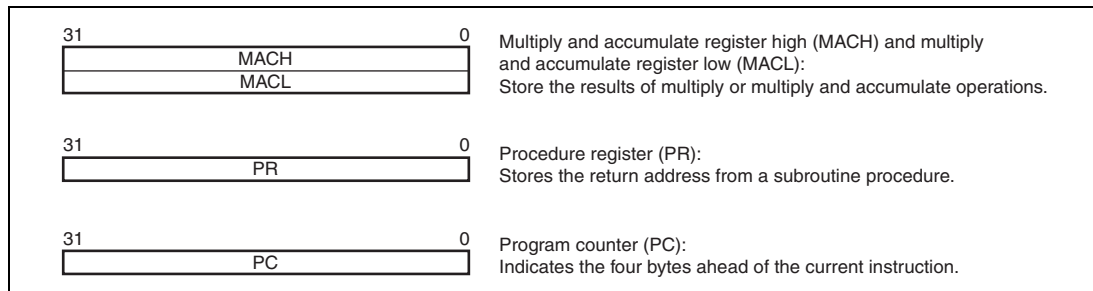 31 0
MACH
MACL
Multiply and accumulate register high (MACH) and multiply
and accumulate register low (MACL):
Store the results of multiply or multiply and accumulate operations.
31 0
PR
Procedure register (PR):
Stores the return address from a subroutine procedure.
31 0
PC
Program counter (PC):
Indicates the four bytes ahead of the current instruction.